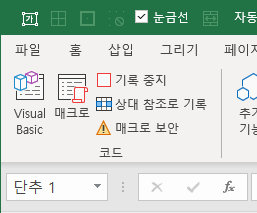 가 눈금선 자동
파일 홈 삽입 그리기 페이지
Visual Basic
매크로
기록 중지
상대 참조로 기록
매크로 보안
추가
기능
코드
단추 1
fx